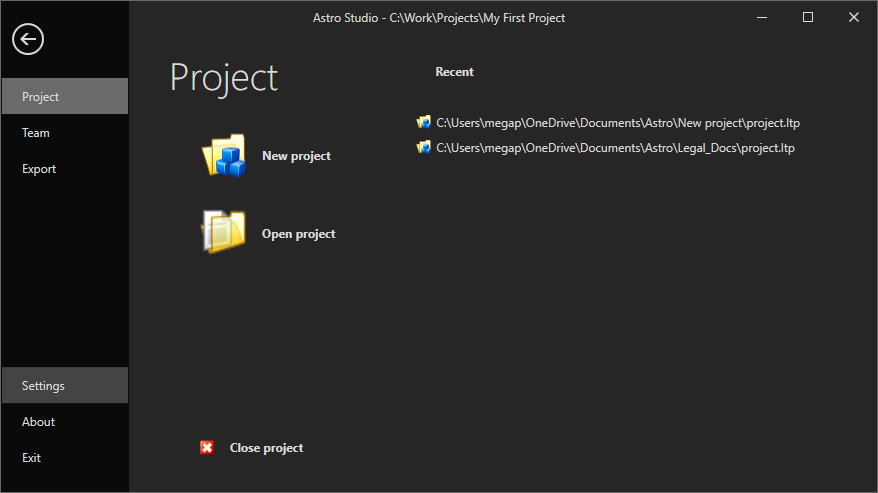 Astro Studio - C:\Work\Projects\My First Project
Project
Team
Export
Settings
About
Exit
Project
New project
Open project
Close project
Recent
C:\Users\megap\OneDrive\Documents\Astro\New project\project.ltp
C:\Users\megap\OneDrive\Documents\Astro\Legal_Docs\project.ltp